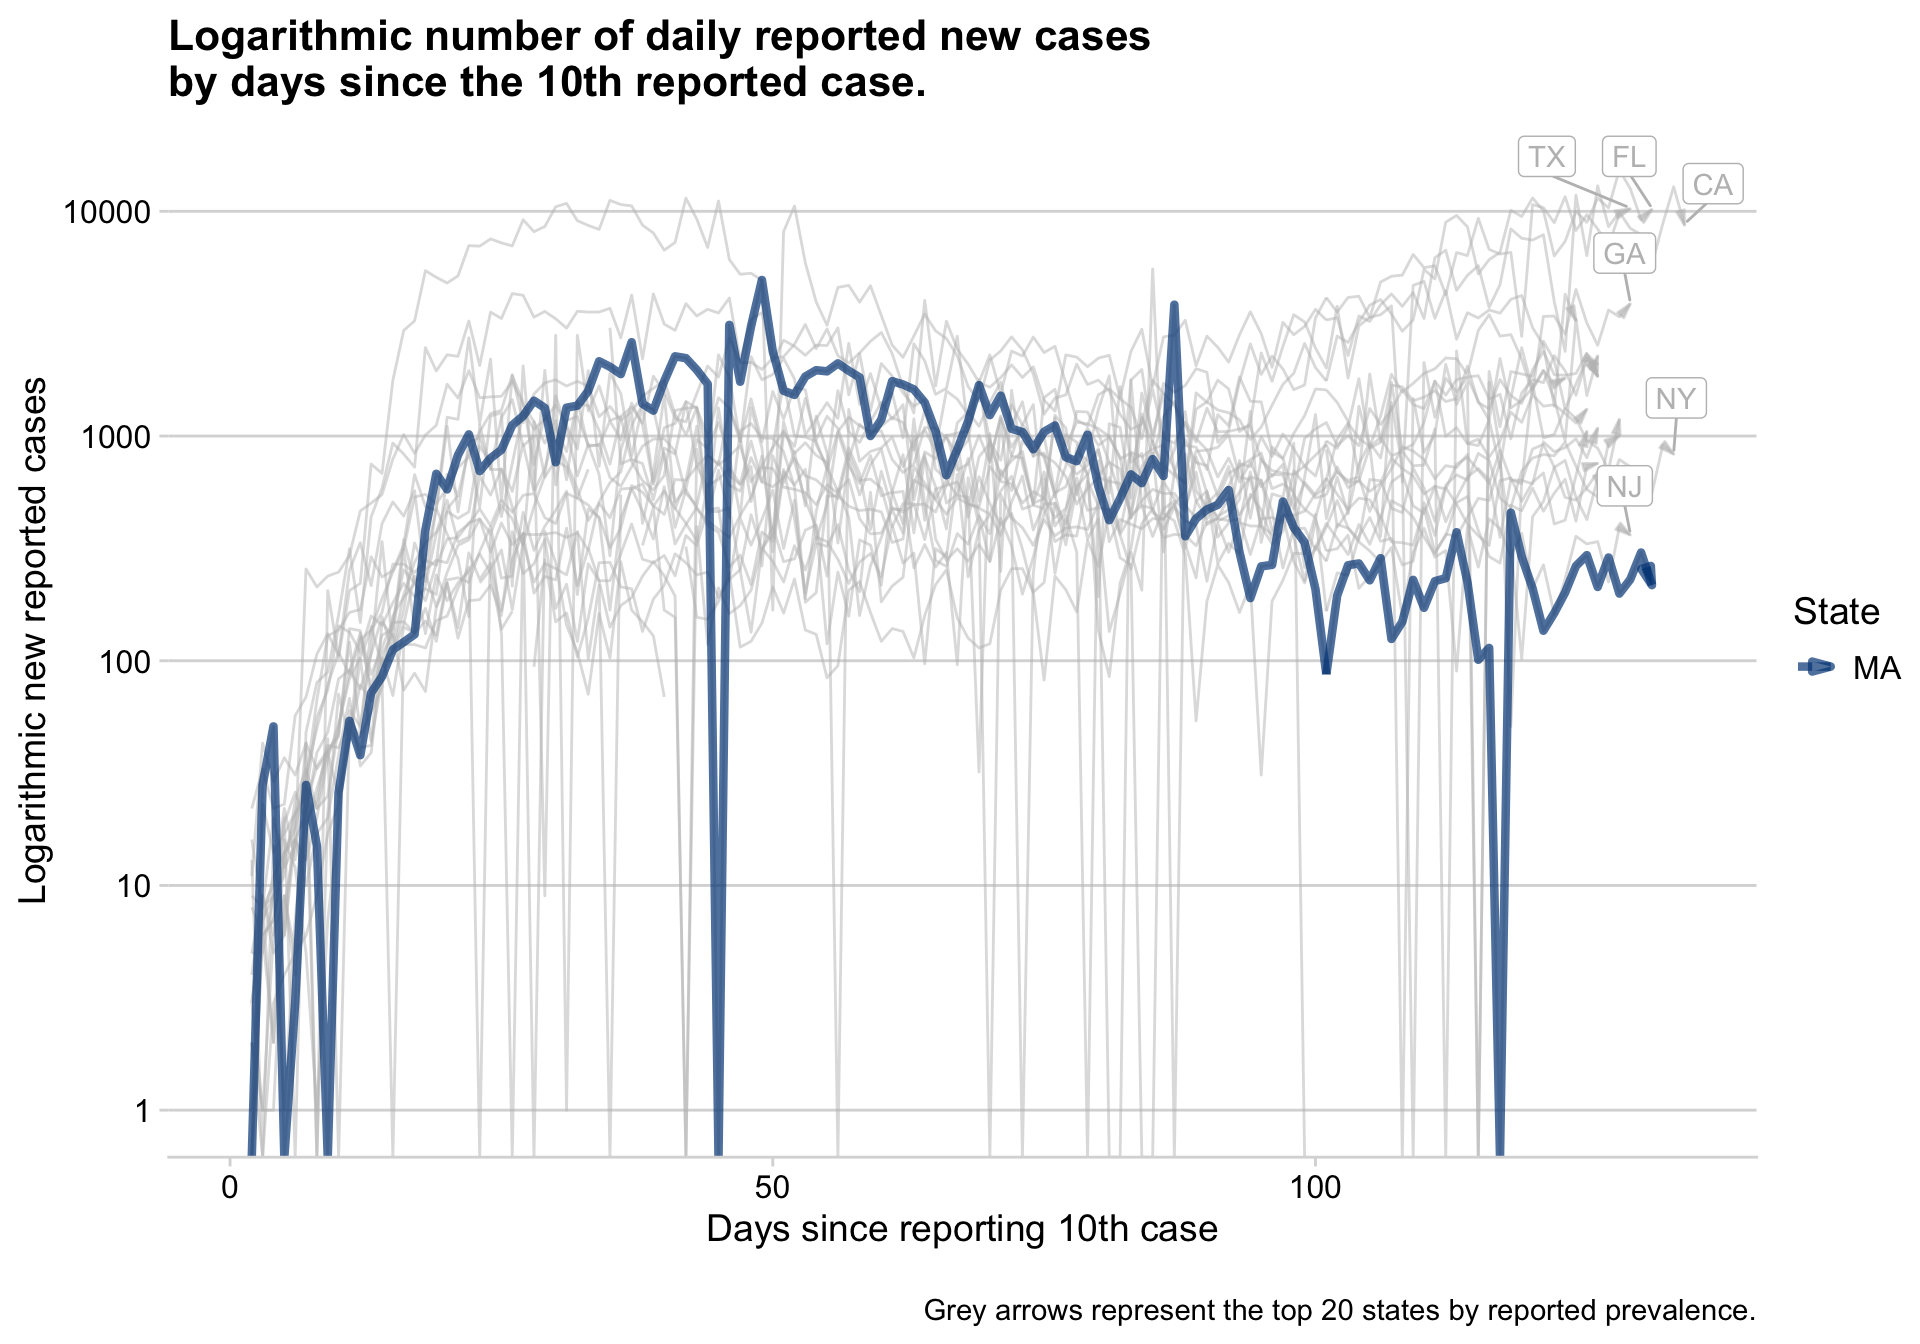 Logarithmic number of daily reported new cases
by days since the 10th reported case.
TX
FL
CA
GA
NY
NJ
10000
1000
100
10
1
Logarithmic new reported cases
0
50
100
Days since reporting 10th case
State
MA
Grey arrows represent the top 20 states by reported prevalence.